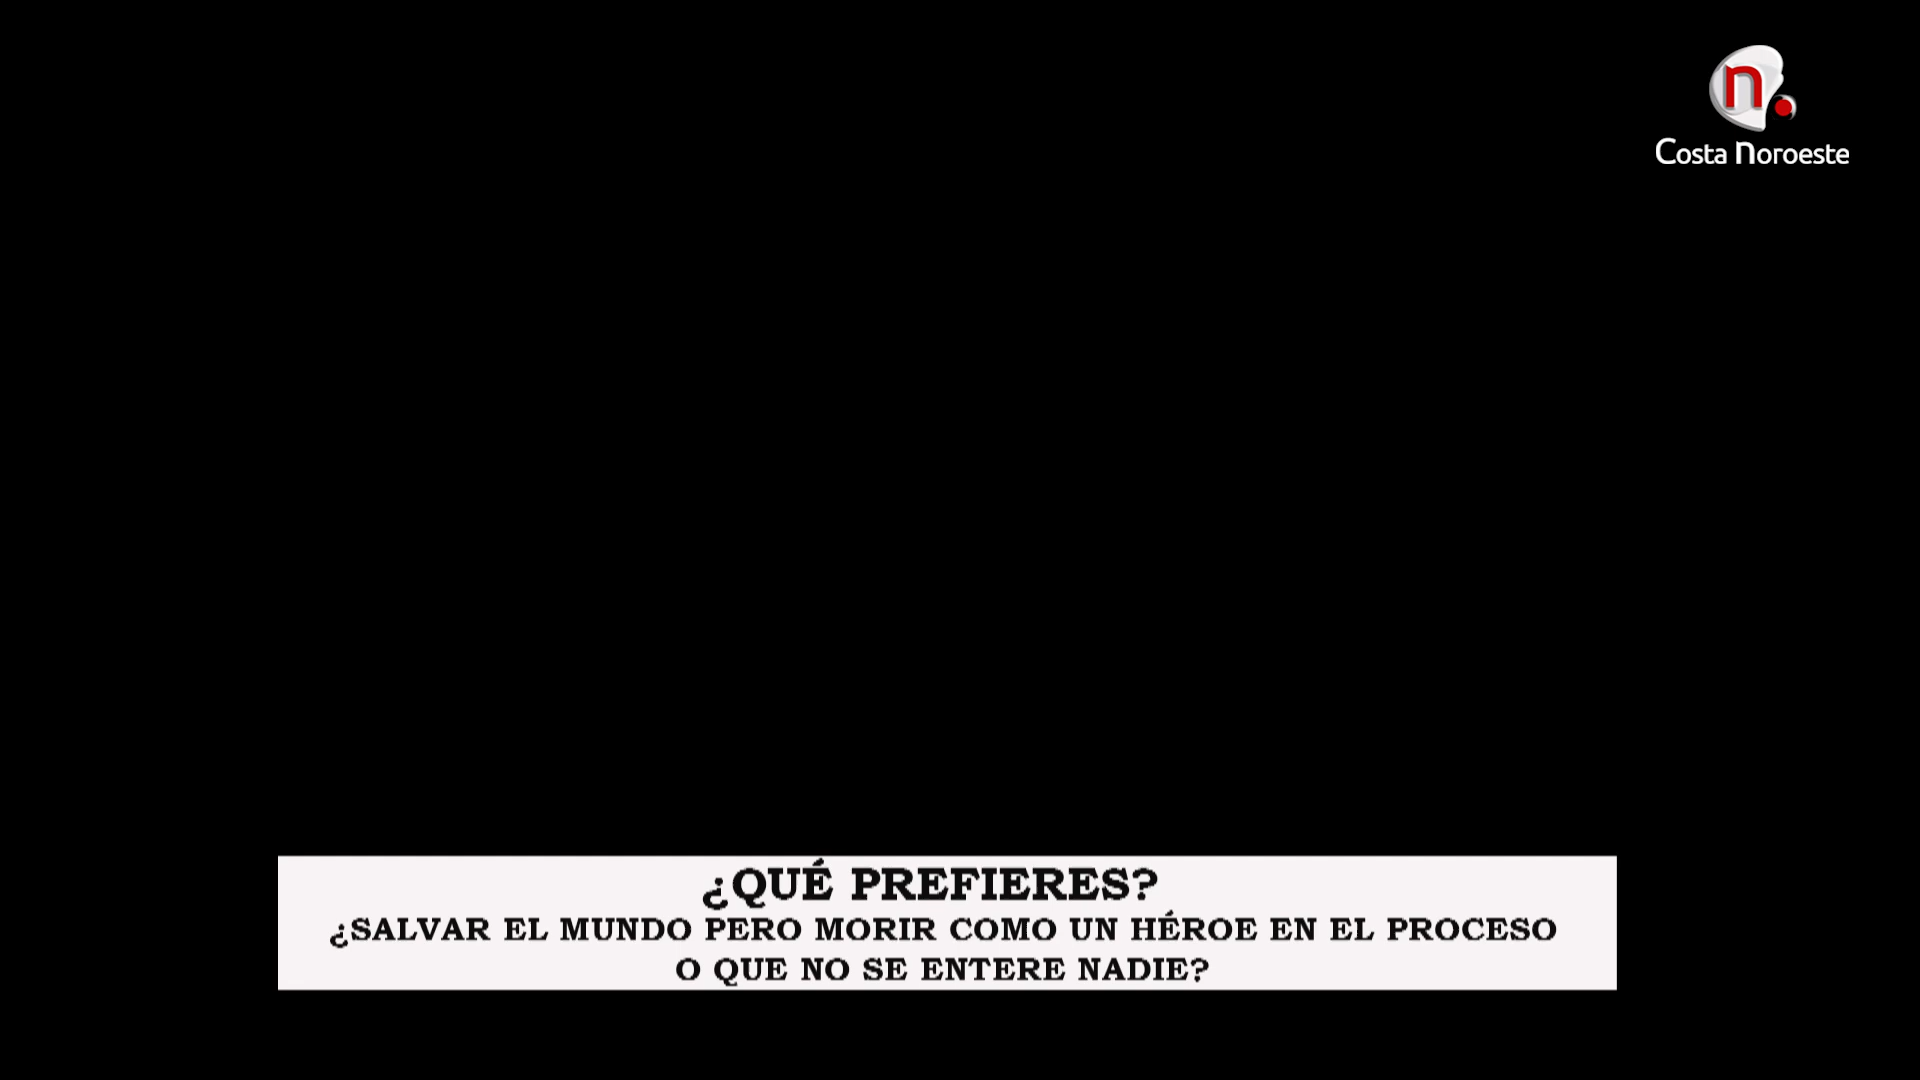 n.
Costa noroeste
¿QUÉ PREFIERES?
¿SALVAR EL MUNDO PERO MORIR COMO UN HÉROE EN EL PROCESO
O QUE NO SE ENTERE NADIE?